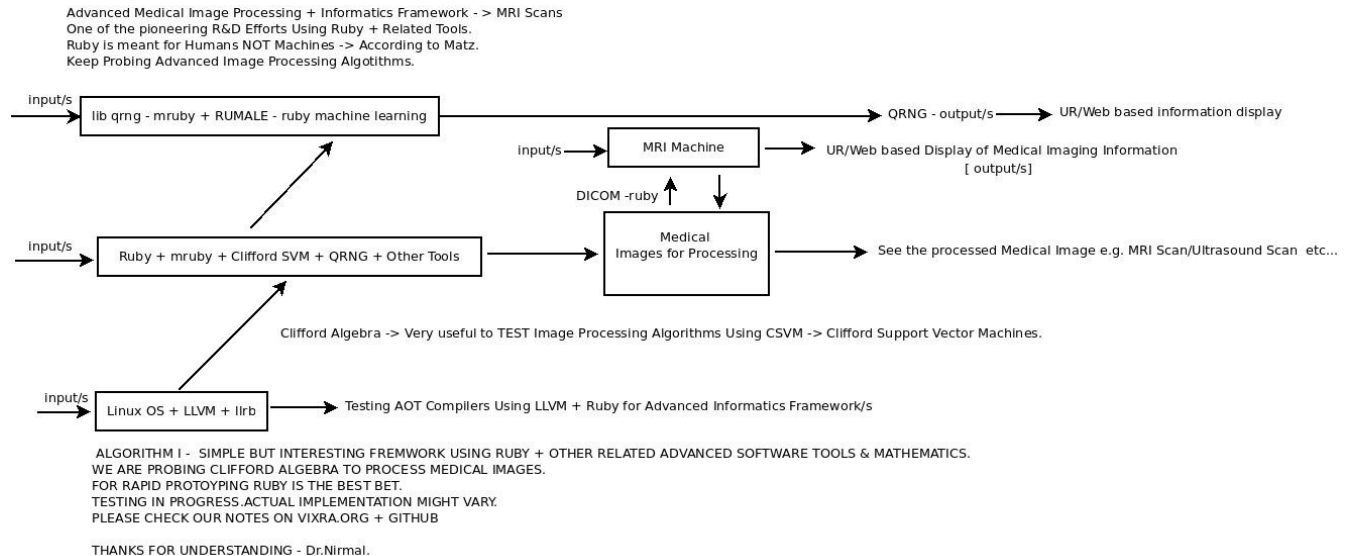 Advanced Medical Image Processing + Informatics Framework - > MRI Scans
One of the pioneering R&D Efforts Using Ruby + Related Tools.
Ruby is meant for Humans NOT Machines -> According to Matz.
Keep Probing Advanced Image Processing Algotithms.
input/s
lib qrng - mruby + RUMALE - ruby machine learning
QRNG - output/s
UR/Web based information display
input/s
MRI Machine
UR/Web based Display of Medical Imaging Information
[ output/s]
DICOM -ruby
input/s
Ruby + mruby + Clifford SVM + QRNG + Other Tools
Medical
Images for Processing
See the processed Medical Image e.g. MRI Scan/Ultrasound Scan etc...
Clifford Algebra -> Very useful to TEST Image Processing Algorithms Using CSVM -> Clifford Support Vector Machines.
input/s
Linux OS + LLVM + llrb
Testing AOT Compilers Using LLVM + Ruby for Advanced Informatics Framework/s
ALGORITHM I - SIMPLE BUT INTERESTING FREMWORK USING RUBY + OTHER RELATED ADVANCED SOFTWARE TOOLS & MATHEMATICS.
WE ARE PROBING CLIFFORD ALGEBRA TO PROCESS MEDICAL IMAGES.
FOR RAPID PROTOYPING RUBY IS THE BEST BET.
TESTING IN PROGRESS.ACTUAL IMPLEMENTATION MIGHT VARY.
PLEASE CHECK OUR NOTES ON VIXRA.ORG + GITHUB
THANKS FOR UNDERSTANDING - Dr.Nirmal.